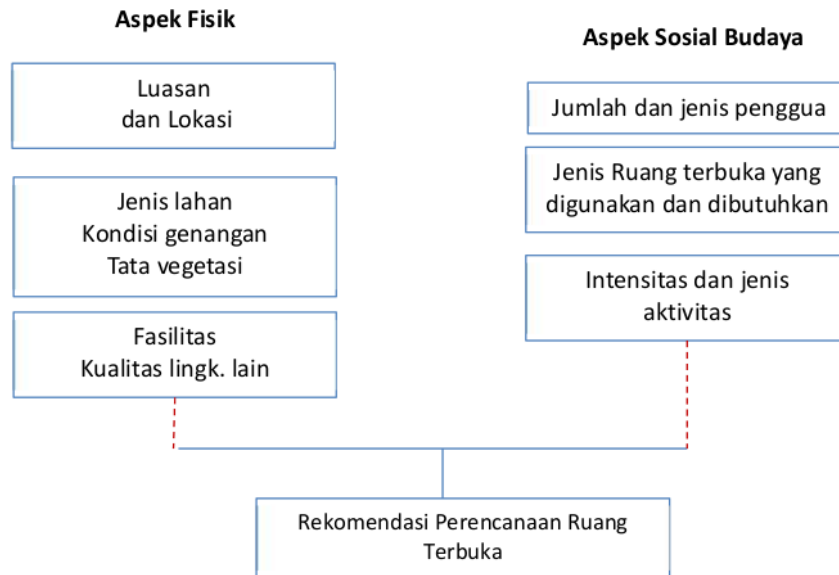 Aspek Fisik
Luasan
dan Lokasi
Jenis lahan
Kondisi genangan
Tata vegetasi
Fasilitas
Kualitas lingk. lain
Aspek Sosial Budaya
Jumlah dan jenis penggua
Jenis Ruang terbuka yang
digunakan dan dibutuhkan
Intensitas dan jenis
aktivitas
Rekomendasi Perencanaan Ruang
Terbuka